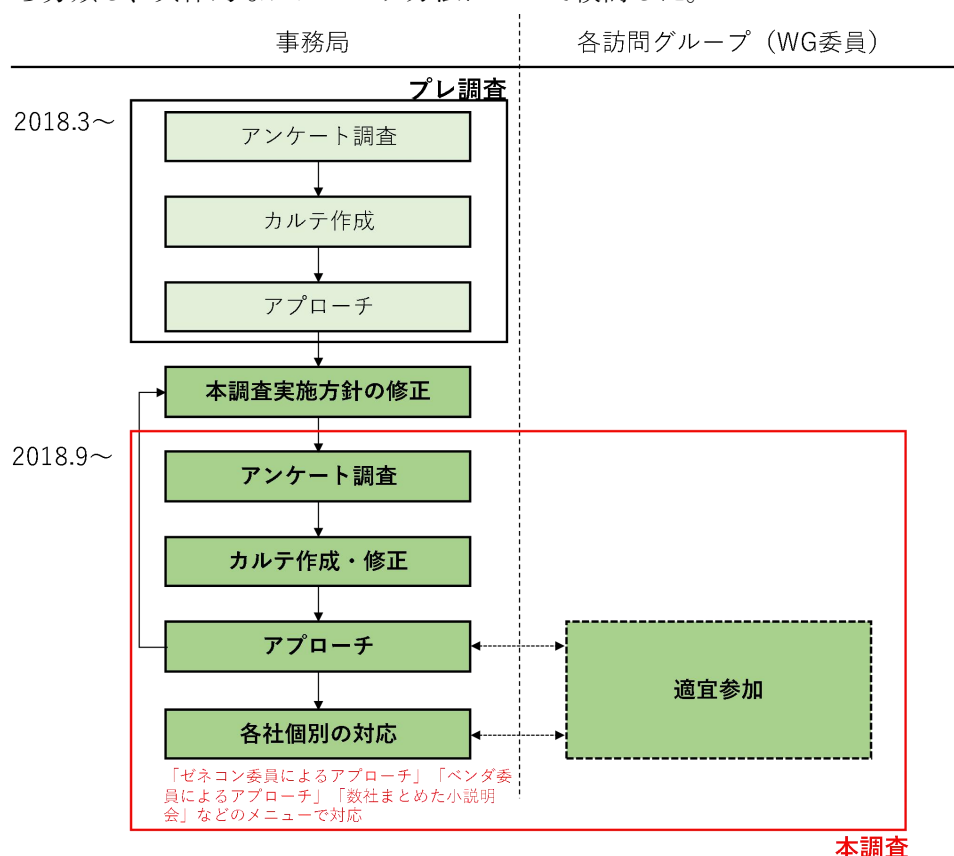 事務局
各訪問グループ（WG委員）
プレ調査
2018.3～
アンケート調査
カルテ作成
アプローチ
本調査実施方針の修正
2018.9～
アンケート調査
カルテ作成・修正
アプローチ
適宜参加
各社個別の対応
「ゼネコン委員によるアプローチ」「ベンダ委
員によるアプローチ」「数社まとめた小説明
会」などのメニューで対応
本調査